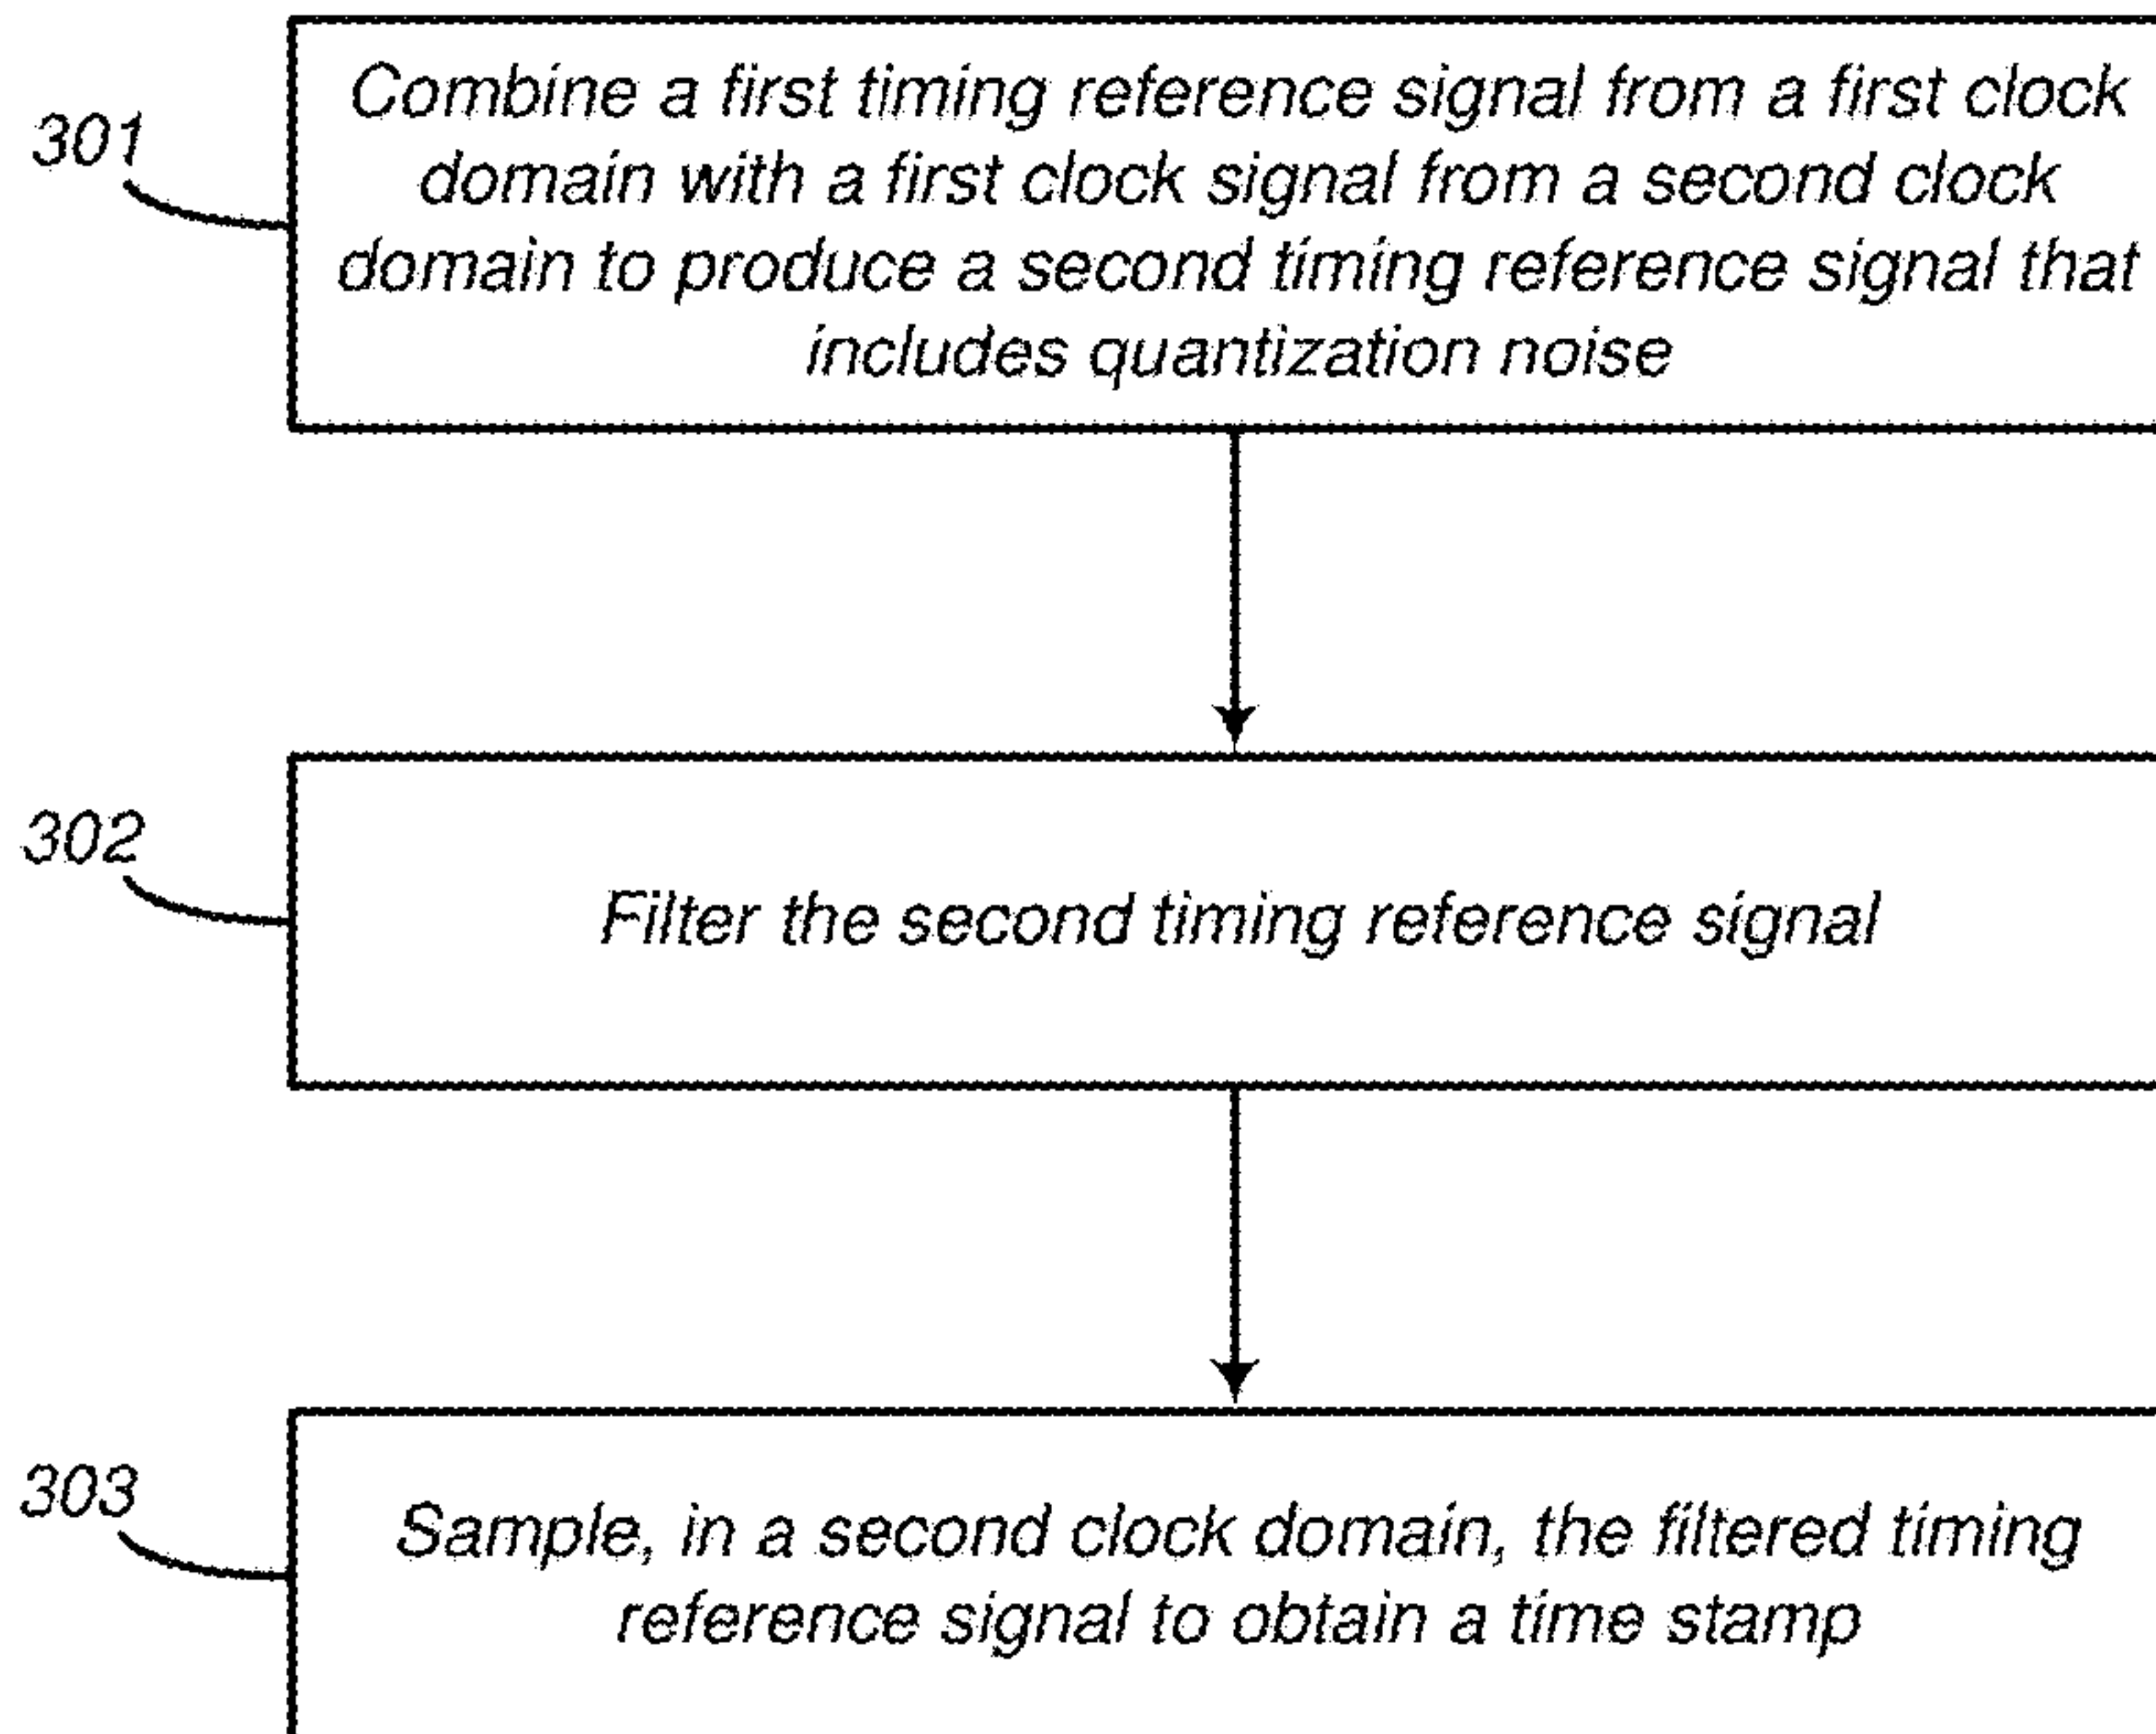 301
Combine a first timing reference signal from a first clock
domain with a first clock signal from a second clock
domain to produce a second timing reference signal that
includes quantization noise
302
Filter the second timing reference signal
303
Sample, in a second clock domain, the filtered timing
reference signal to obtain a time stamp